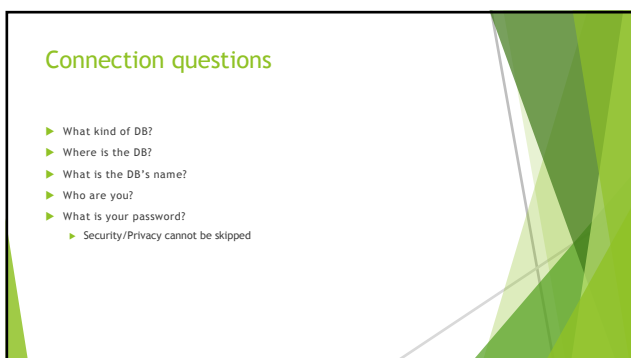 Connection questions
What kind of DB?
Where is the DB?
What is the DB's name?
Who are you?
What is your password?
Security/Privacy cannot be skipped